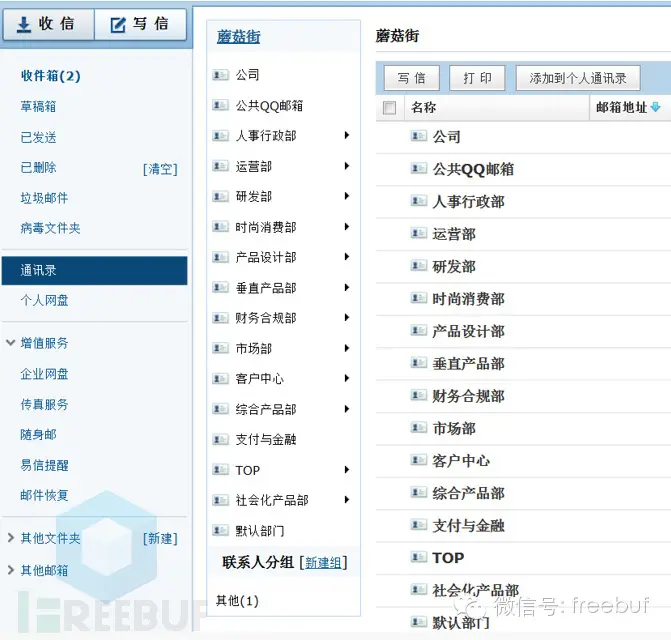 收 信
写 信
收件箱(2)
草稿箱
已发送
已删除 [清空]
垃圾邮件
病毒文件夹
通讯录
个人网盘
增值服务
企业网盘
传真服务
随身邮
易信提醒
邮件恢复
其他文件夹 [新建]
其他邮箱
蘑菇街
公司
公共QQ邮箱
人事行政部
运营部
研发部
时尚消费部
产品设计部
垂直产品部
财务合规部
市场部
客户中心
综合产品部
支付与金融
TOP
社会化产品部
默认部门
联系人分组 [新建组]
其他(1)
蘑菇街
写 信 打 印 添加到个人通讯录
名称 邮箱地址
公司
公共QQ邮箱
人事行政部
运营部
研发部
时尚消费部
产品设计部
垂直产品部
财务合规部
市场部
客户中心
综合产品部
支付与金融
TOP
社会化产品部
默认部门
FREEBUF
微信号: freebuf